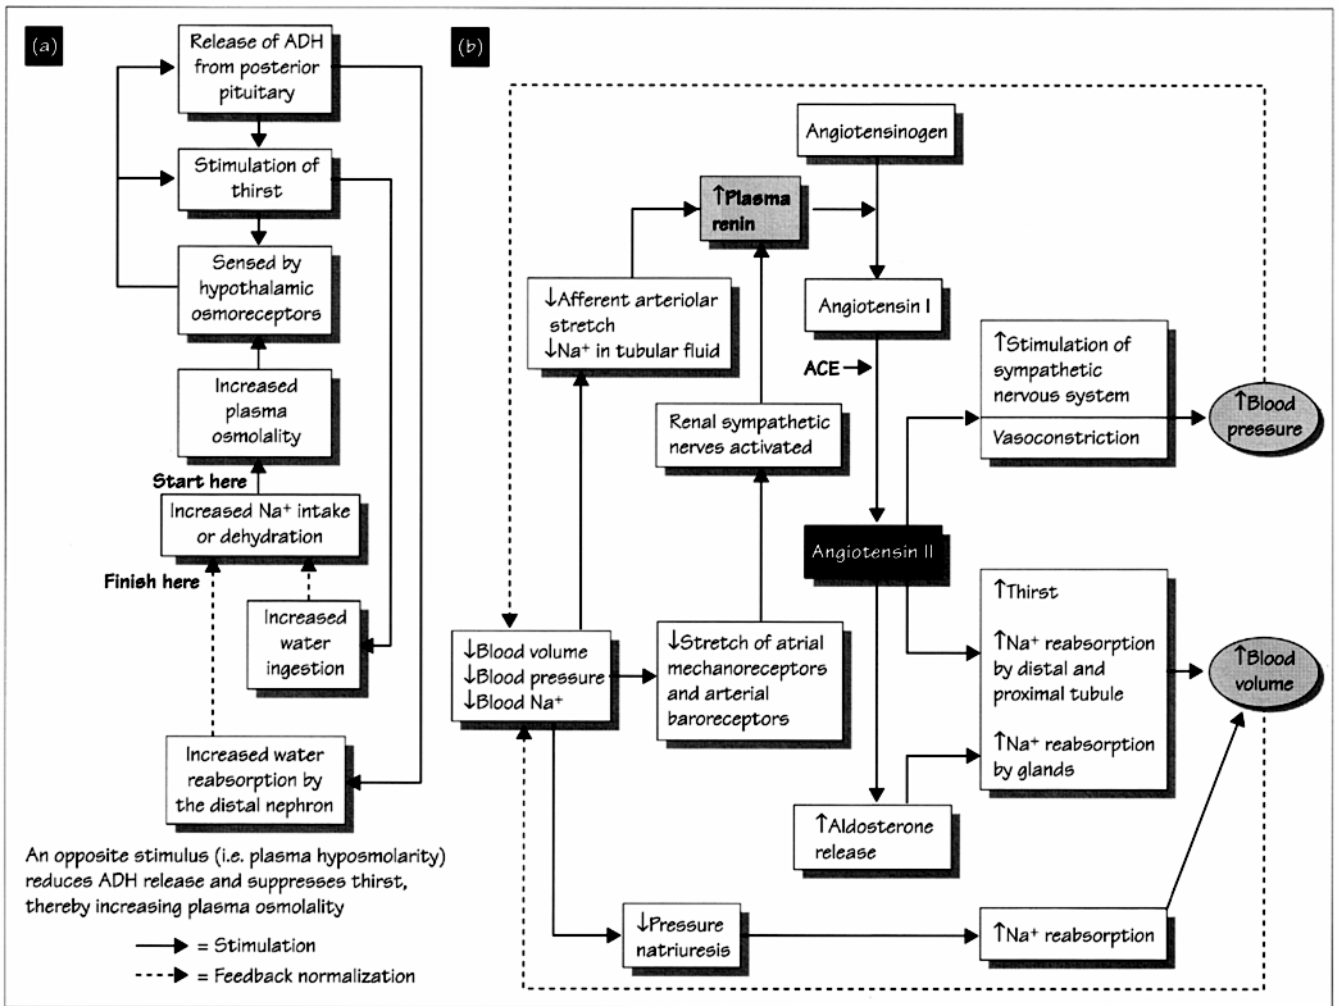 (a)
Release of ADH
from posterior
pituitary
Stimulation of
thirst
Sensed by
hypothalamic
osmoreceptors
Increased
plasma
osmolality
Start here
Increased Na⁺ intake
or dehydration
Finish here
Increased
water
ingestion
Increased water
reabsorption by
the distal nephron
An opposite stimulus (i.e. plasma hyposmolarity)
reduces ADH release and suppresses thirst,
thereby increasing plasma osmolality
= Stimulation
= Feedback normalization
(b)
Angiotensinogen
↑Plasma
renin
↓Afferent arteriolar
stretch
↓Na⁺ in tubular fluid
Angiotensin I
ACE
Renal sympathetic
nerves activated
↑Stimulation of
sympathetic
nervous system
Vasoconstriction
↑Blood
pressure
Angiotensin II
↓Blood volume
↓Blood pressure
↓Blood Na⁺
↓Stretch of atrial
mechanoreceptors
and arterial
baroreceptors
↑Thirst
↑Na⁺ reabsorption
by distal and
proximal tubule
↑Na⁺ reabsorption
by glands
↑Blood
volume
↑Aldosterone
release
↓Pressure
natriuresis
↑Na⁺ reabsorption